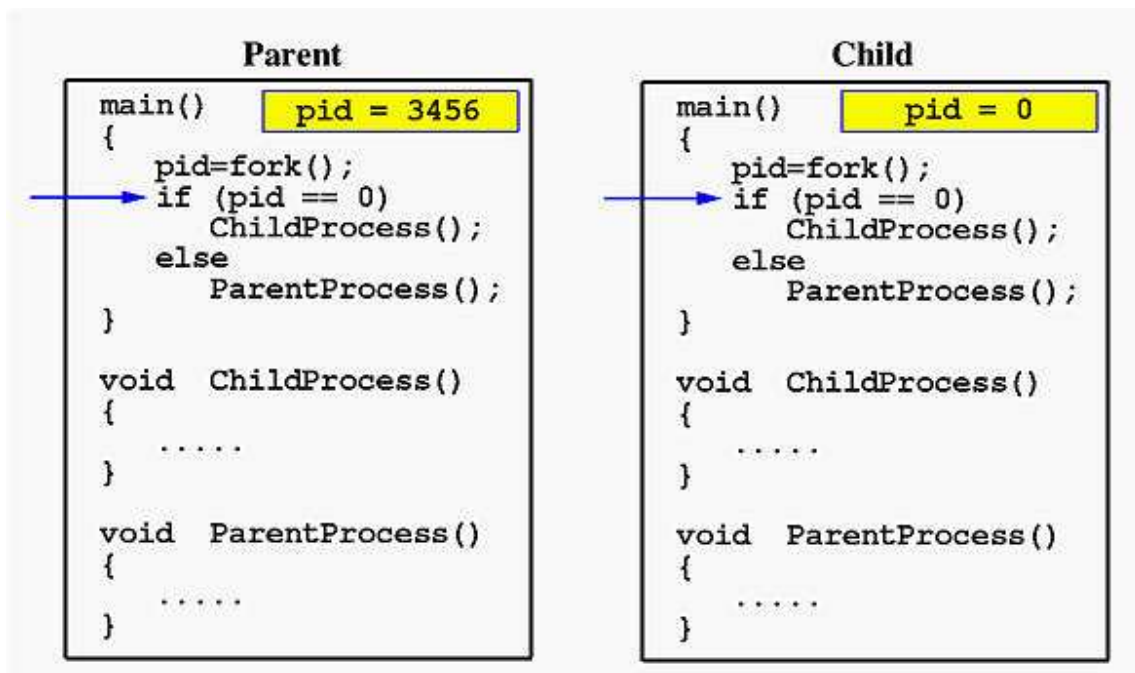 Parent
main()
pid = 3456
{
pid=fork();
if (pid == 0)
ChildProcess();
else
ParentProcess();
}
void ChildProcess()
{
.....
}
void ParentProcess()
{
.....
}
Child
main()
pid = 0
{
pid=fork();
if (pid == 0)
ChildProcess();
else
ParentProcess();
}
void ChildProcess()
{
.....
}
void ParentProcess()
{
.....
}